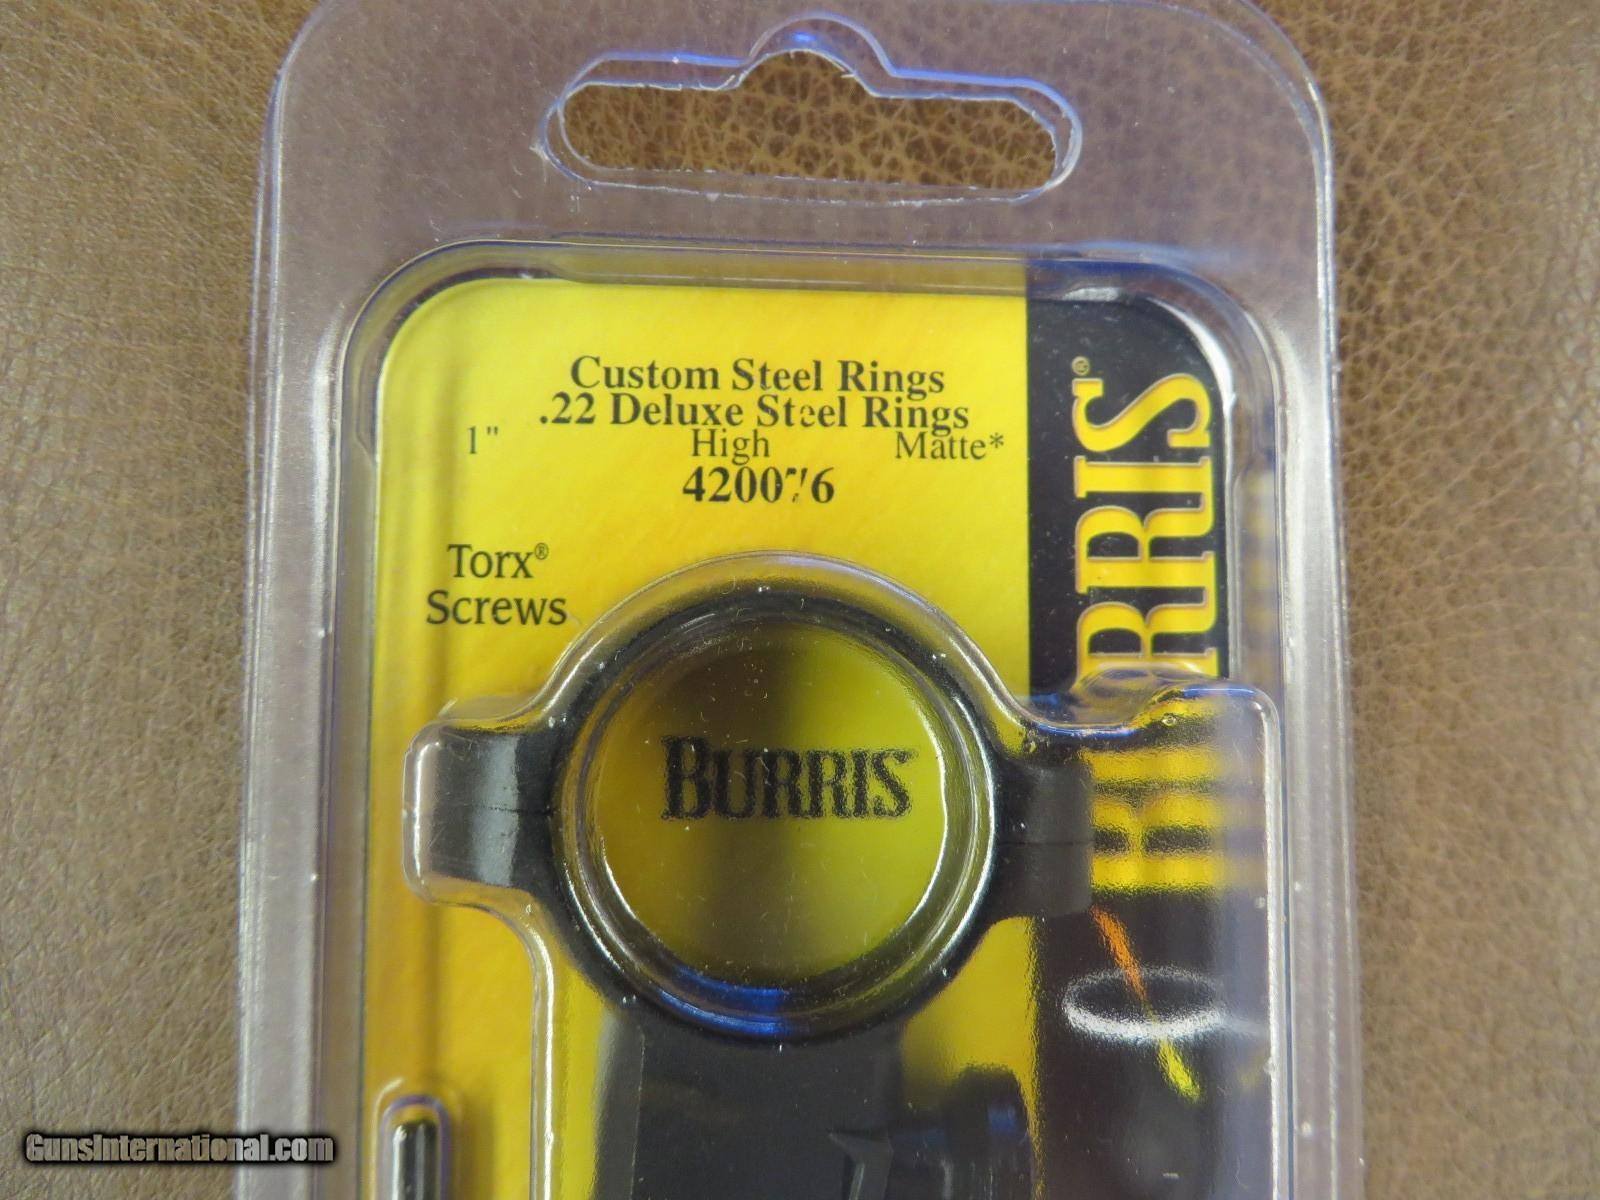 Custom Steel Rings
.22 Deluxe Steel Rings
1" High Matte*
420076
Torx®
Screws
BURRIS
BURRIS®
GunsInternational.com